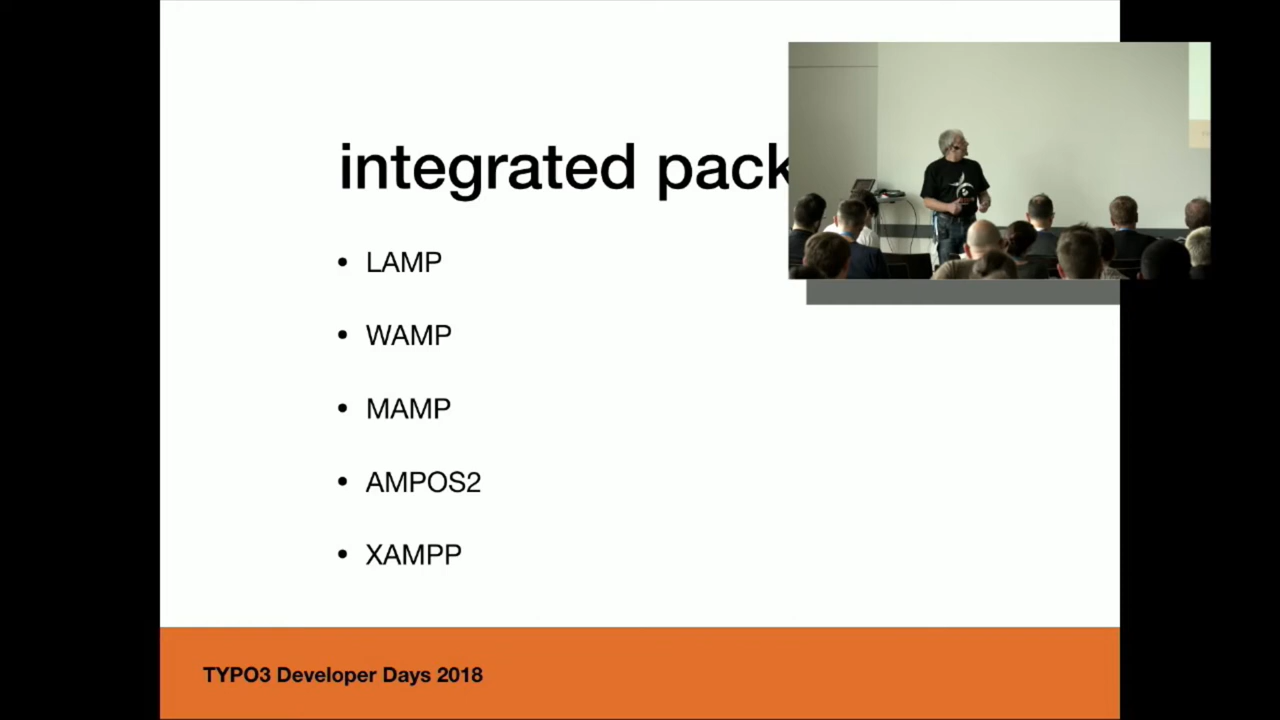 integrated pack
• LAMP
• WAMP
• MAMP
• AMPOS2
• XAMPP
TYPO3 Developer Days 2018